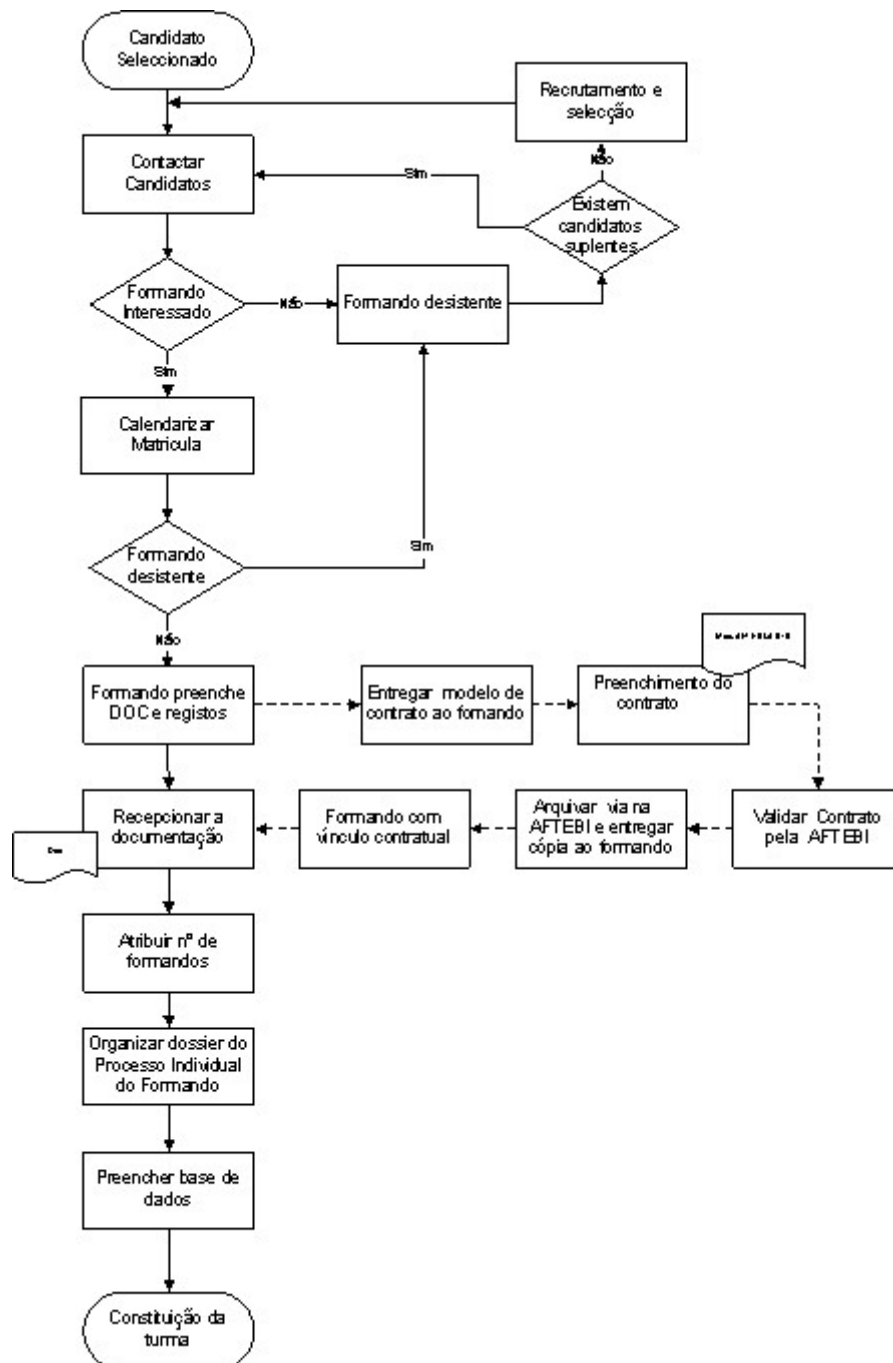 Candidato
Seleccionado
Recrutamento e
selecção
Não
Contactar
Candidatos
Sim
Existem
candidatos
suplentes
Formando
Interessado
Não
Formando desistente
Sim
Calendarizar
Matricula
Formando
desistente
Sim
Não
Formando preenche
DOC e registos
Entregar modelo de
contrato ao formando
Preenchimento do
contrato
Recepcionar a
documentação
Formando com
vínculo contratual
Arquivar via na
AFTEBI e entregar
cópia ao formando
Validar Contrato
pela AFTEBI
Atribuir nº de
formandos
Organizar dossier do
Processo Individual
do Formando
Preencher base de
dados
Constituição da
turma